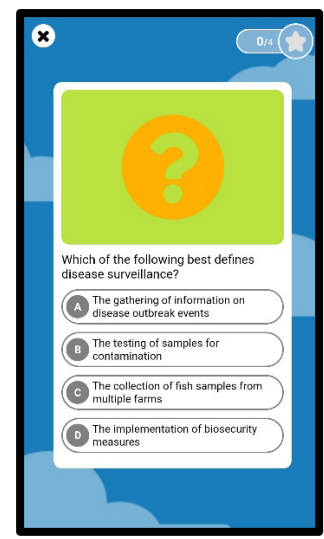 0/4
?
Which of the following best defines
disease surveillance?
A
The gathering of information on
disease outbreak events
B
The testing of samples for
contamination
C
The collection of fish samples from
multiple farms
D
The implementation of biosecurity
measures